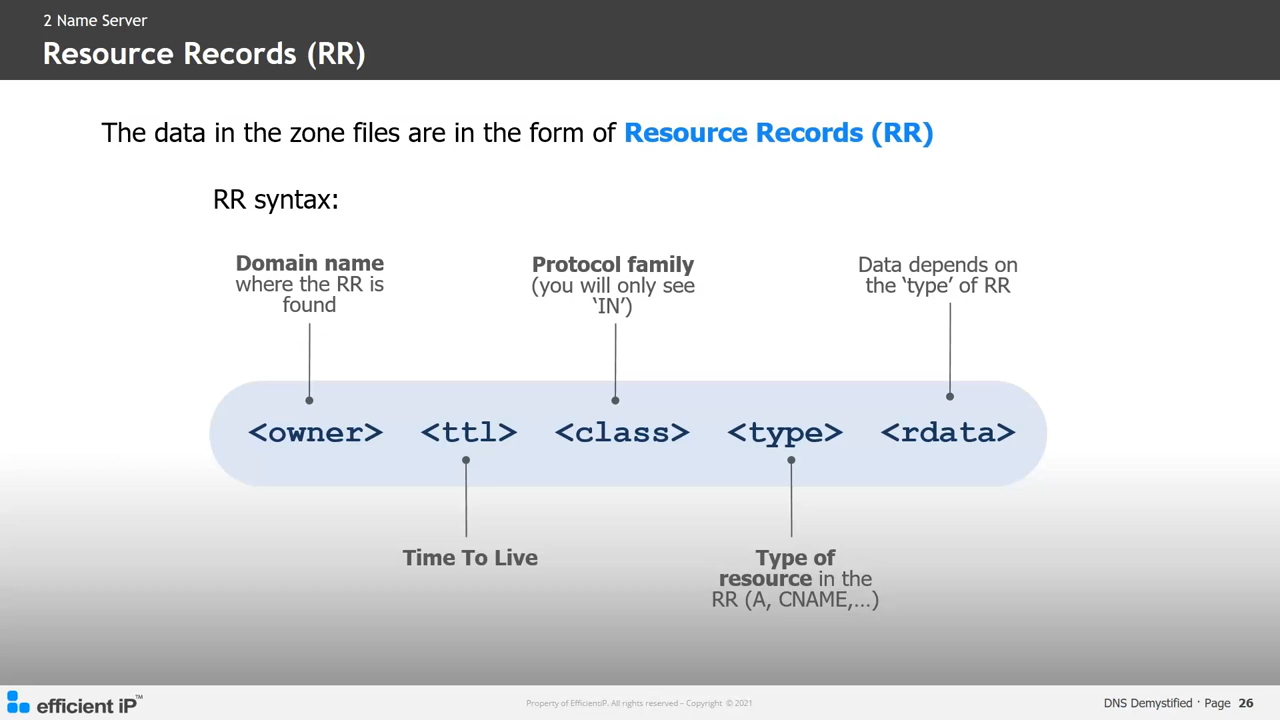 2 Name Server
Resource Records (RR)
The data in the zone files are in the form of Resource Records (RR)
RR syntax:
Domain name
where the RR is
found
Protocol family
(you will only see
‘IN’)
Data depends on
the ‘type’ of RR
<owner> <ttl> <class> <type> <rdata>
Time To Live
Type of
resource in the
RR (A, CNAME,...)
efficient iP™
Property of EfficientiP. All rights reserved – Copyright © 2021
DNS Demystified · Page 26